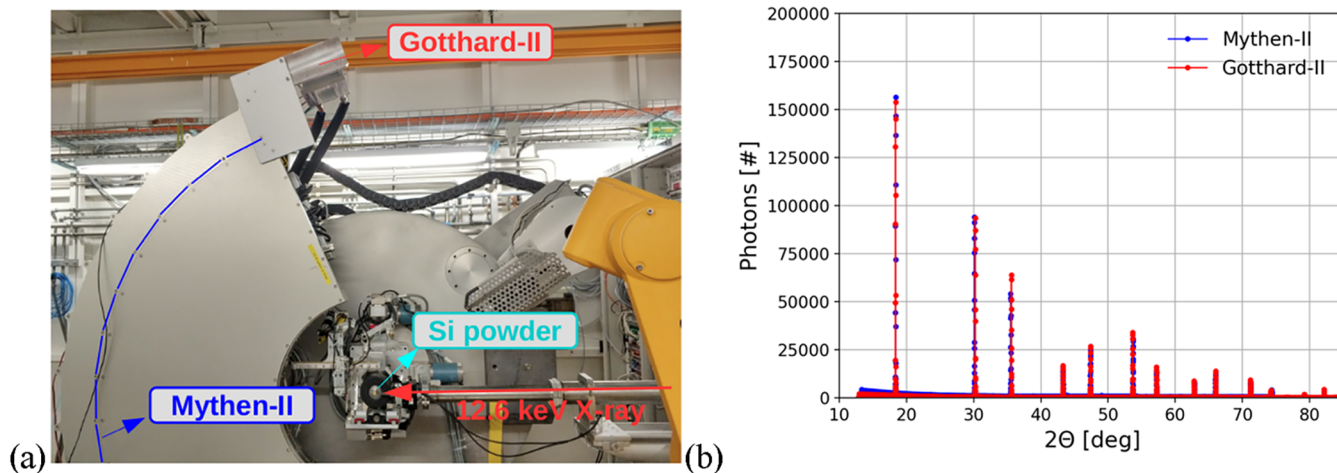 (a)
Gotthard-II
Si powder
12.6 keV X-ray
Mythen-II
(b)
Photons [#]
200000
175000
150000
125000
100000
75000
50000
25000
0
10 20 30 40 50 60 70 80
2Θ [deg]
Mythen-II
Gotthard-II